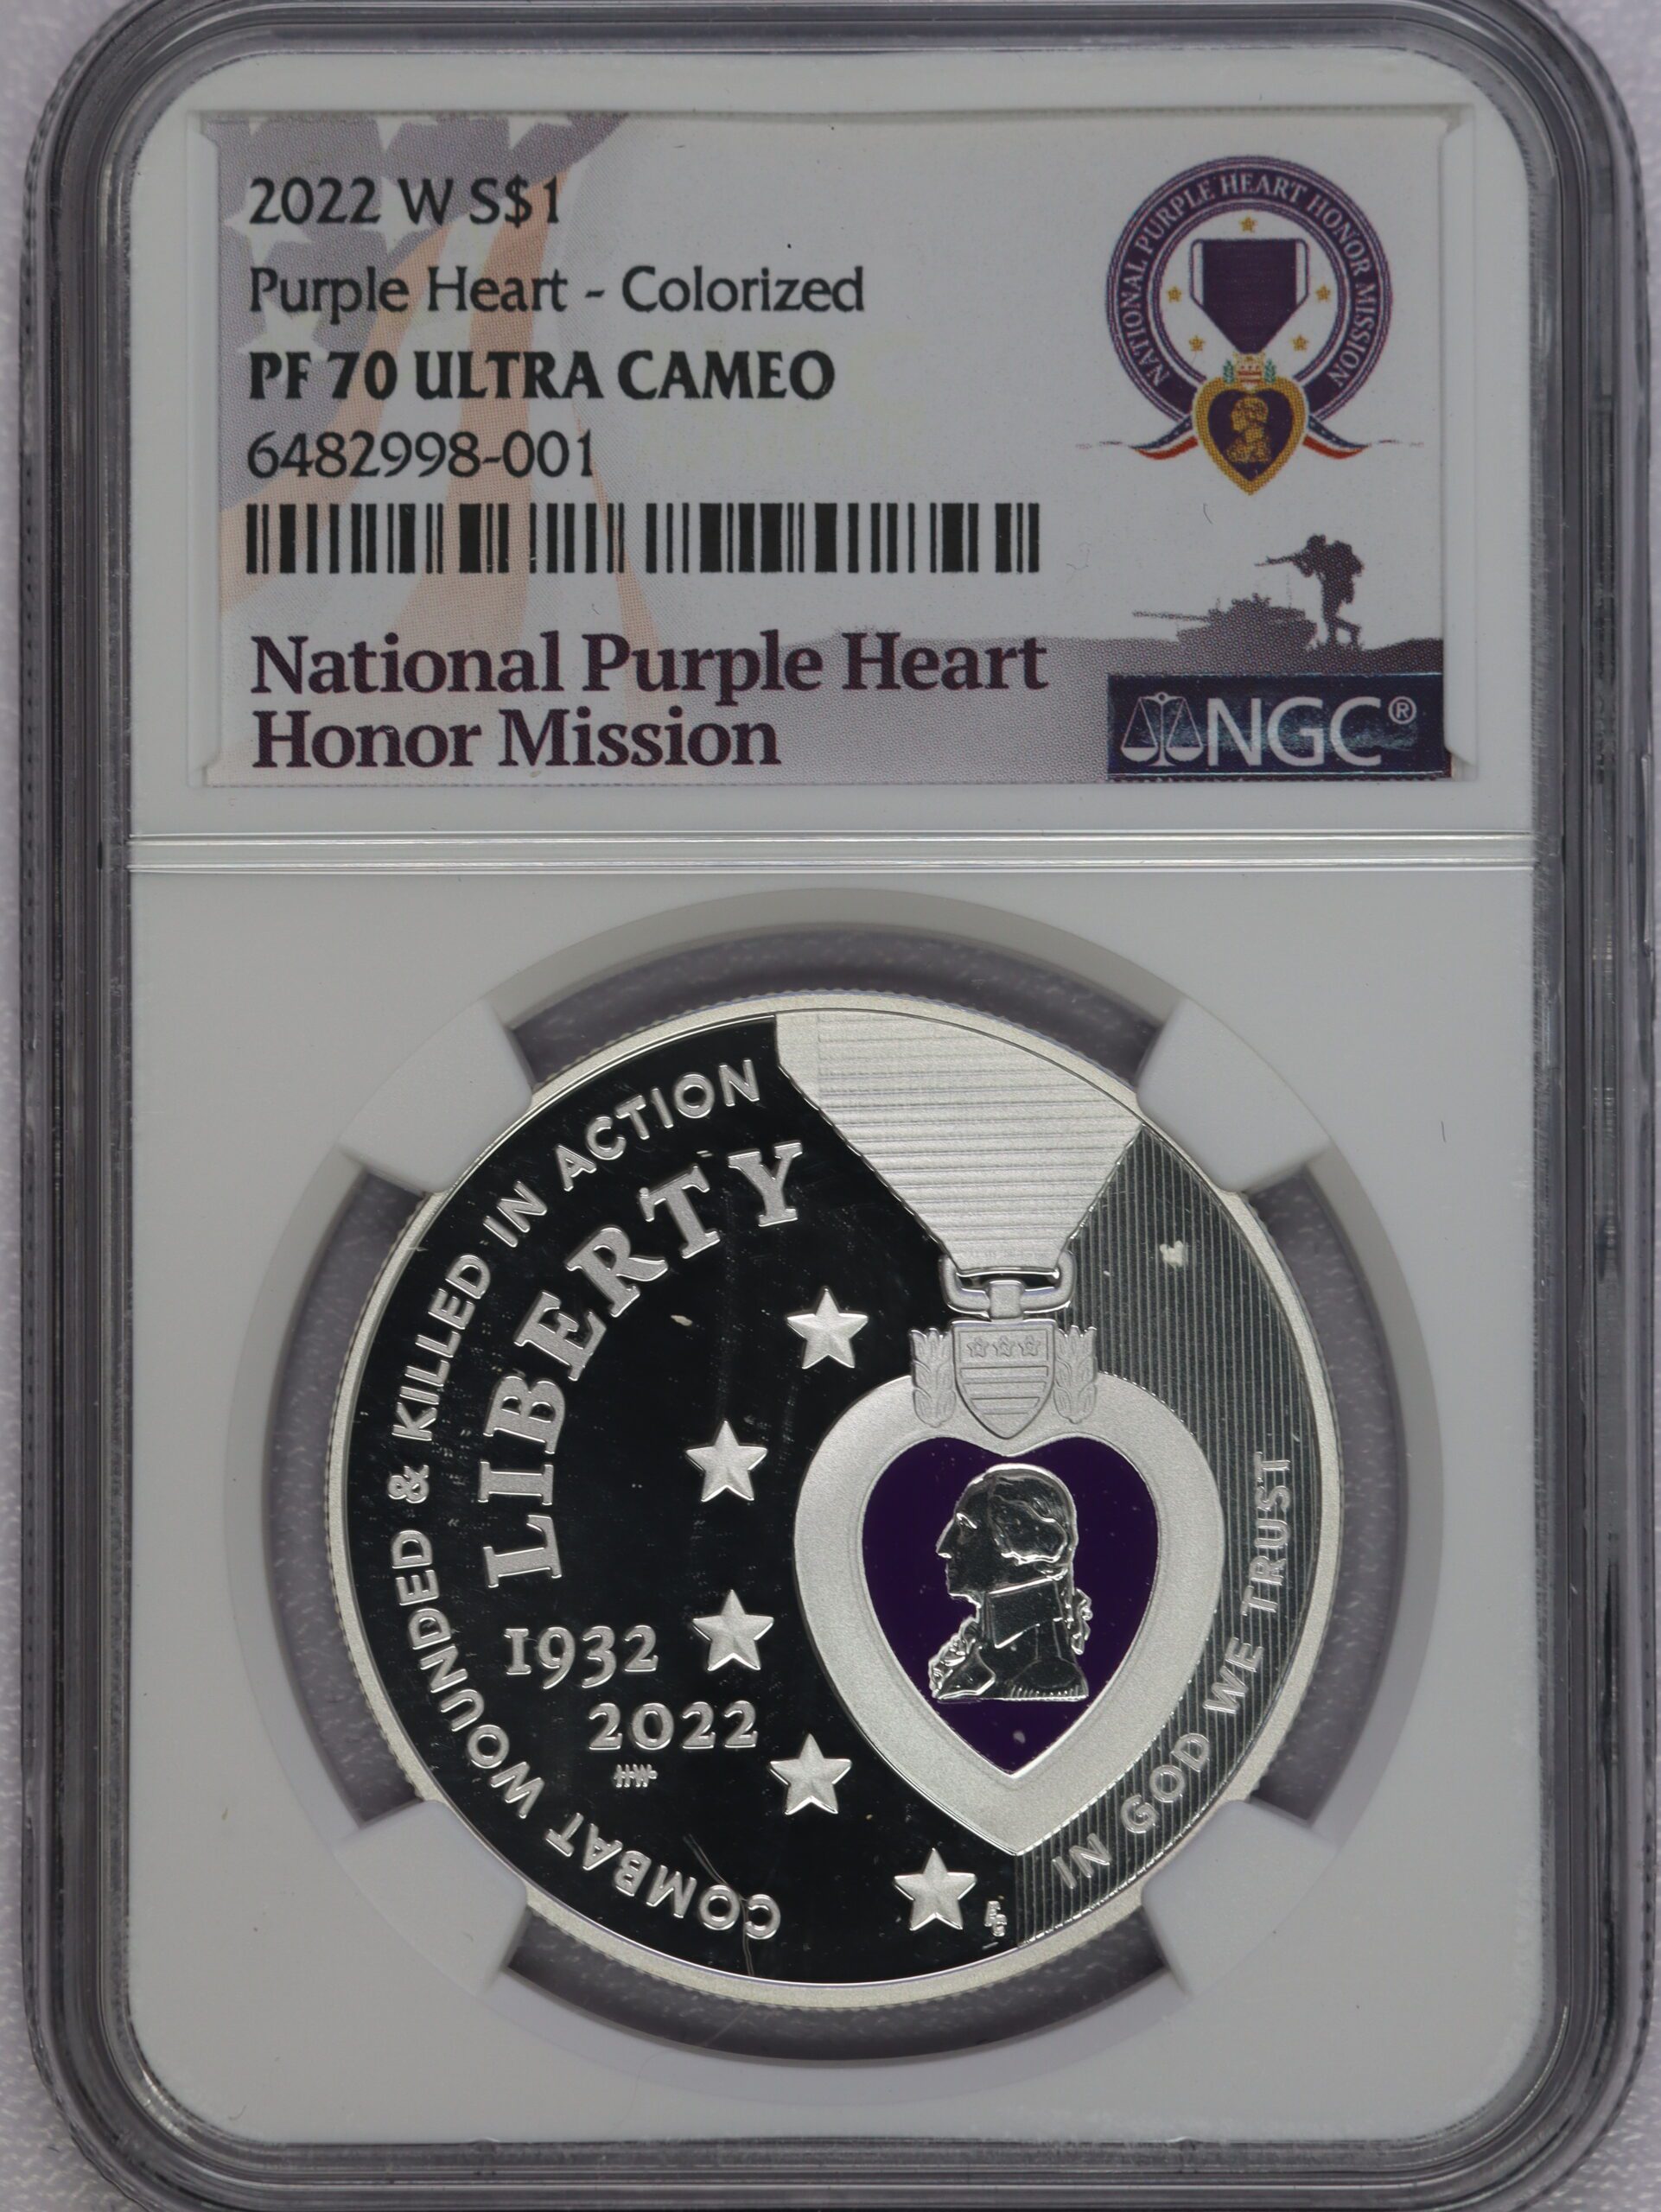 2022 W S$1
Purple Heart - Colorized
PF 70 ULTRA CAMEO
6482998-001
NATIONAL PURPLE HEART HONOR MISSION
National Purple Heart
Honor Mission
NGC®
COMBAT WOUNDED & KILLED IN ACTION
LIBERTY
1932
2022
HW
IN GOD WE TRUST